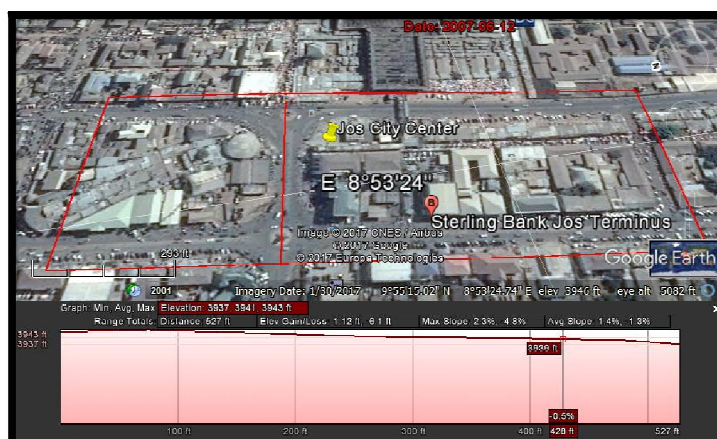 Date: 2007-08-12
Jos City Center
E 8°53'24"
B
Sterling Bank Jos Terminus
Image © 2017 CNES / Airbus
© 2017 Google
© 2017 Europa Technologies
Google Earth
293 ft
2001
Imagery Date: 1/30/2017 9°55'15.02" N 8°53'24.74" E elev 3946 ft eye alt 5082 ft
Graph: Min, Avg, Max Elevation: 3937, 3941, 3943 ft
Range Totals: Distance: 527 ft Elev Gain/Loss: 1.12 ft, -6.1 ft Max Slope: 2.3%, -4.8% Avg Slope: 1.4%, -1.3%
3943 ft
3937 ft
3939 ft
-0.5%
100 ft 200 ft 300 ft 400 ft 428 ft 527 ft